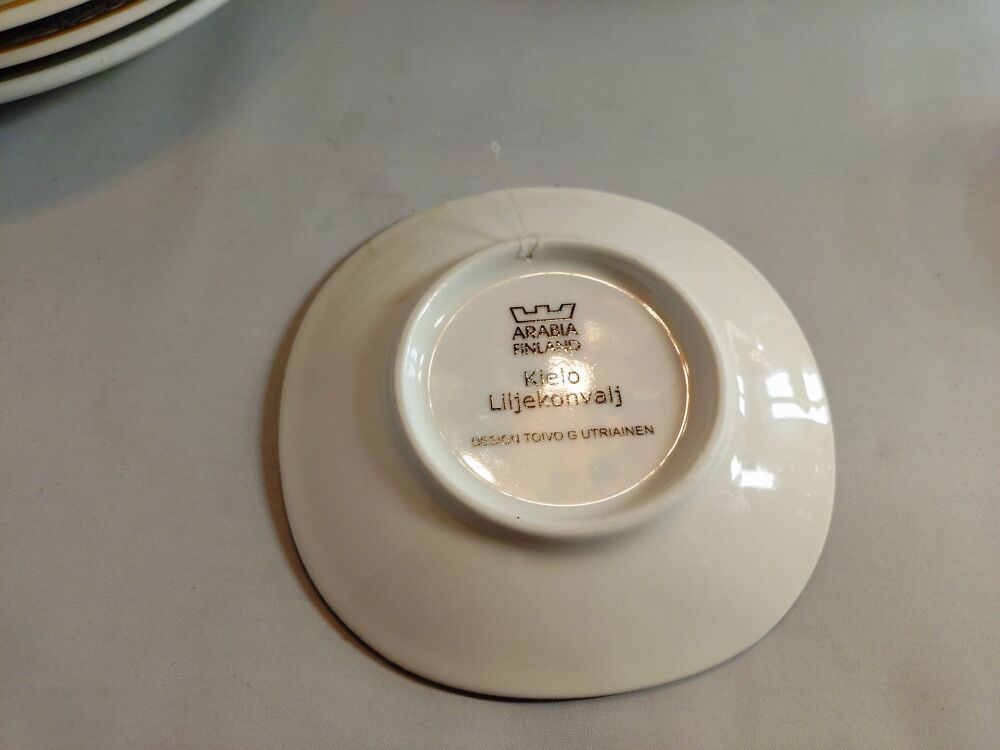 ARABIA
FINLAND
Kielo
Liljekonvalj
DESIGN TOIVO G UTRIAINEN